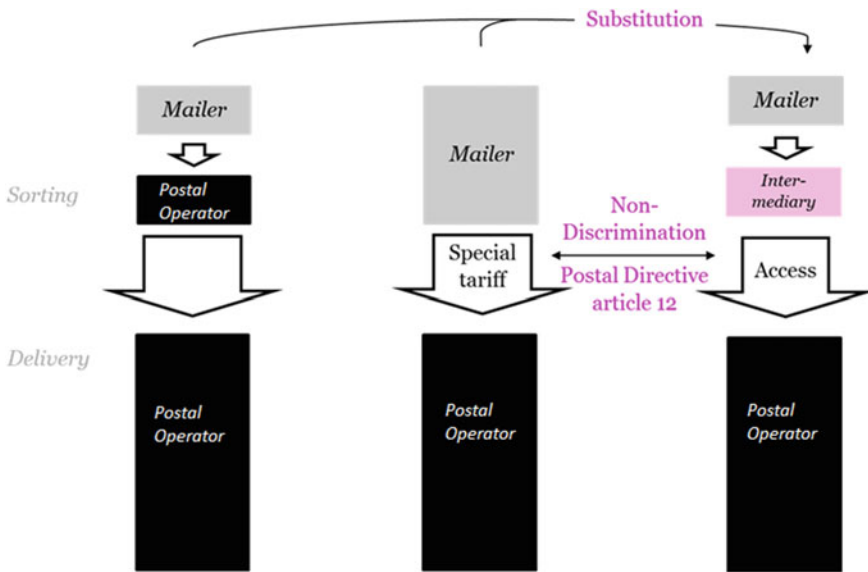 Substitution
Mailer
Mailer
Mailer
Sorting
Postal
Operator
Inter-
mediary
Non-
Discrimination
Postal Directive
article 12
Special
tariff
Access
Delivery
Postal
Operator
Postal
Operator
Postal
Operator